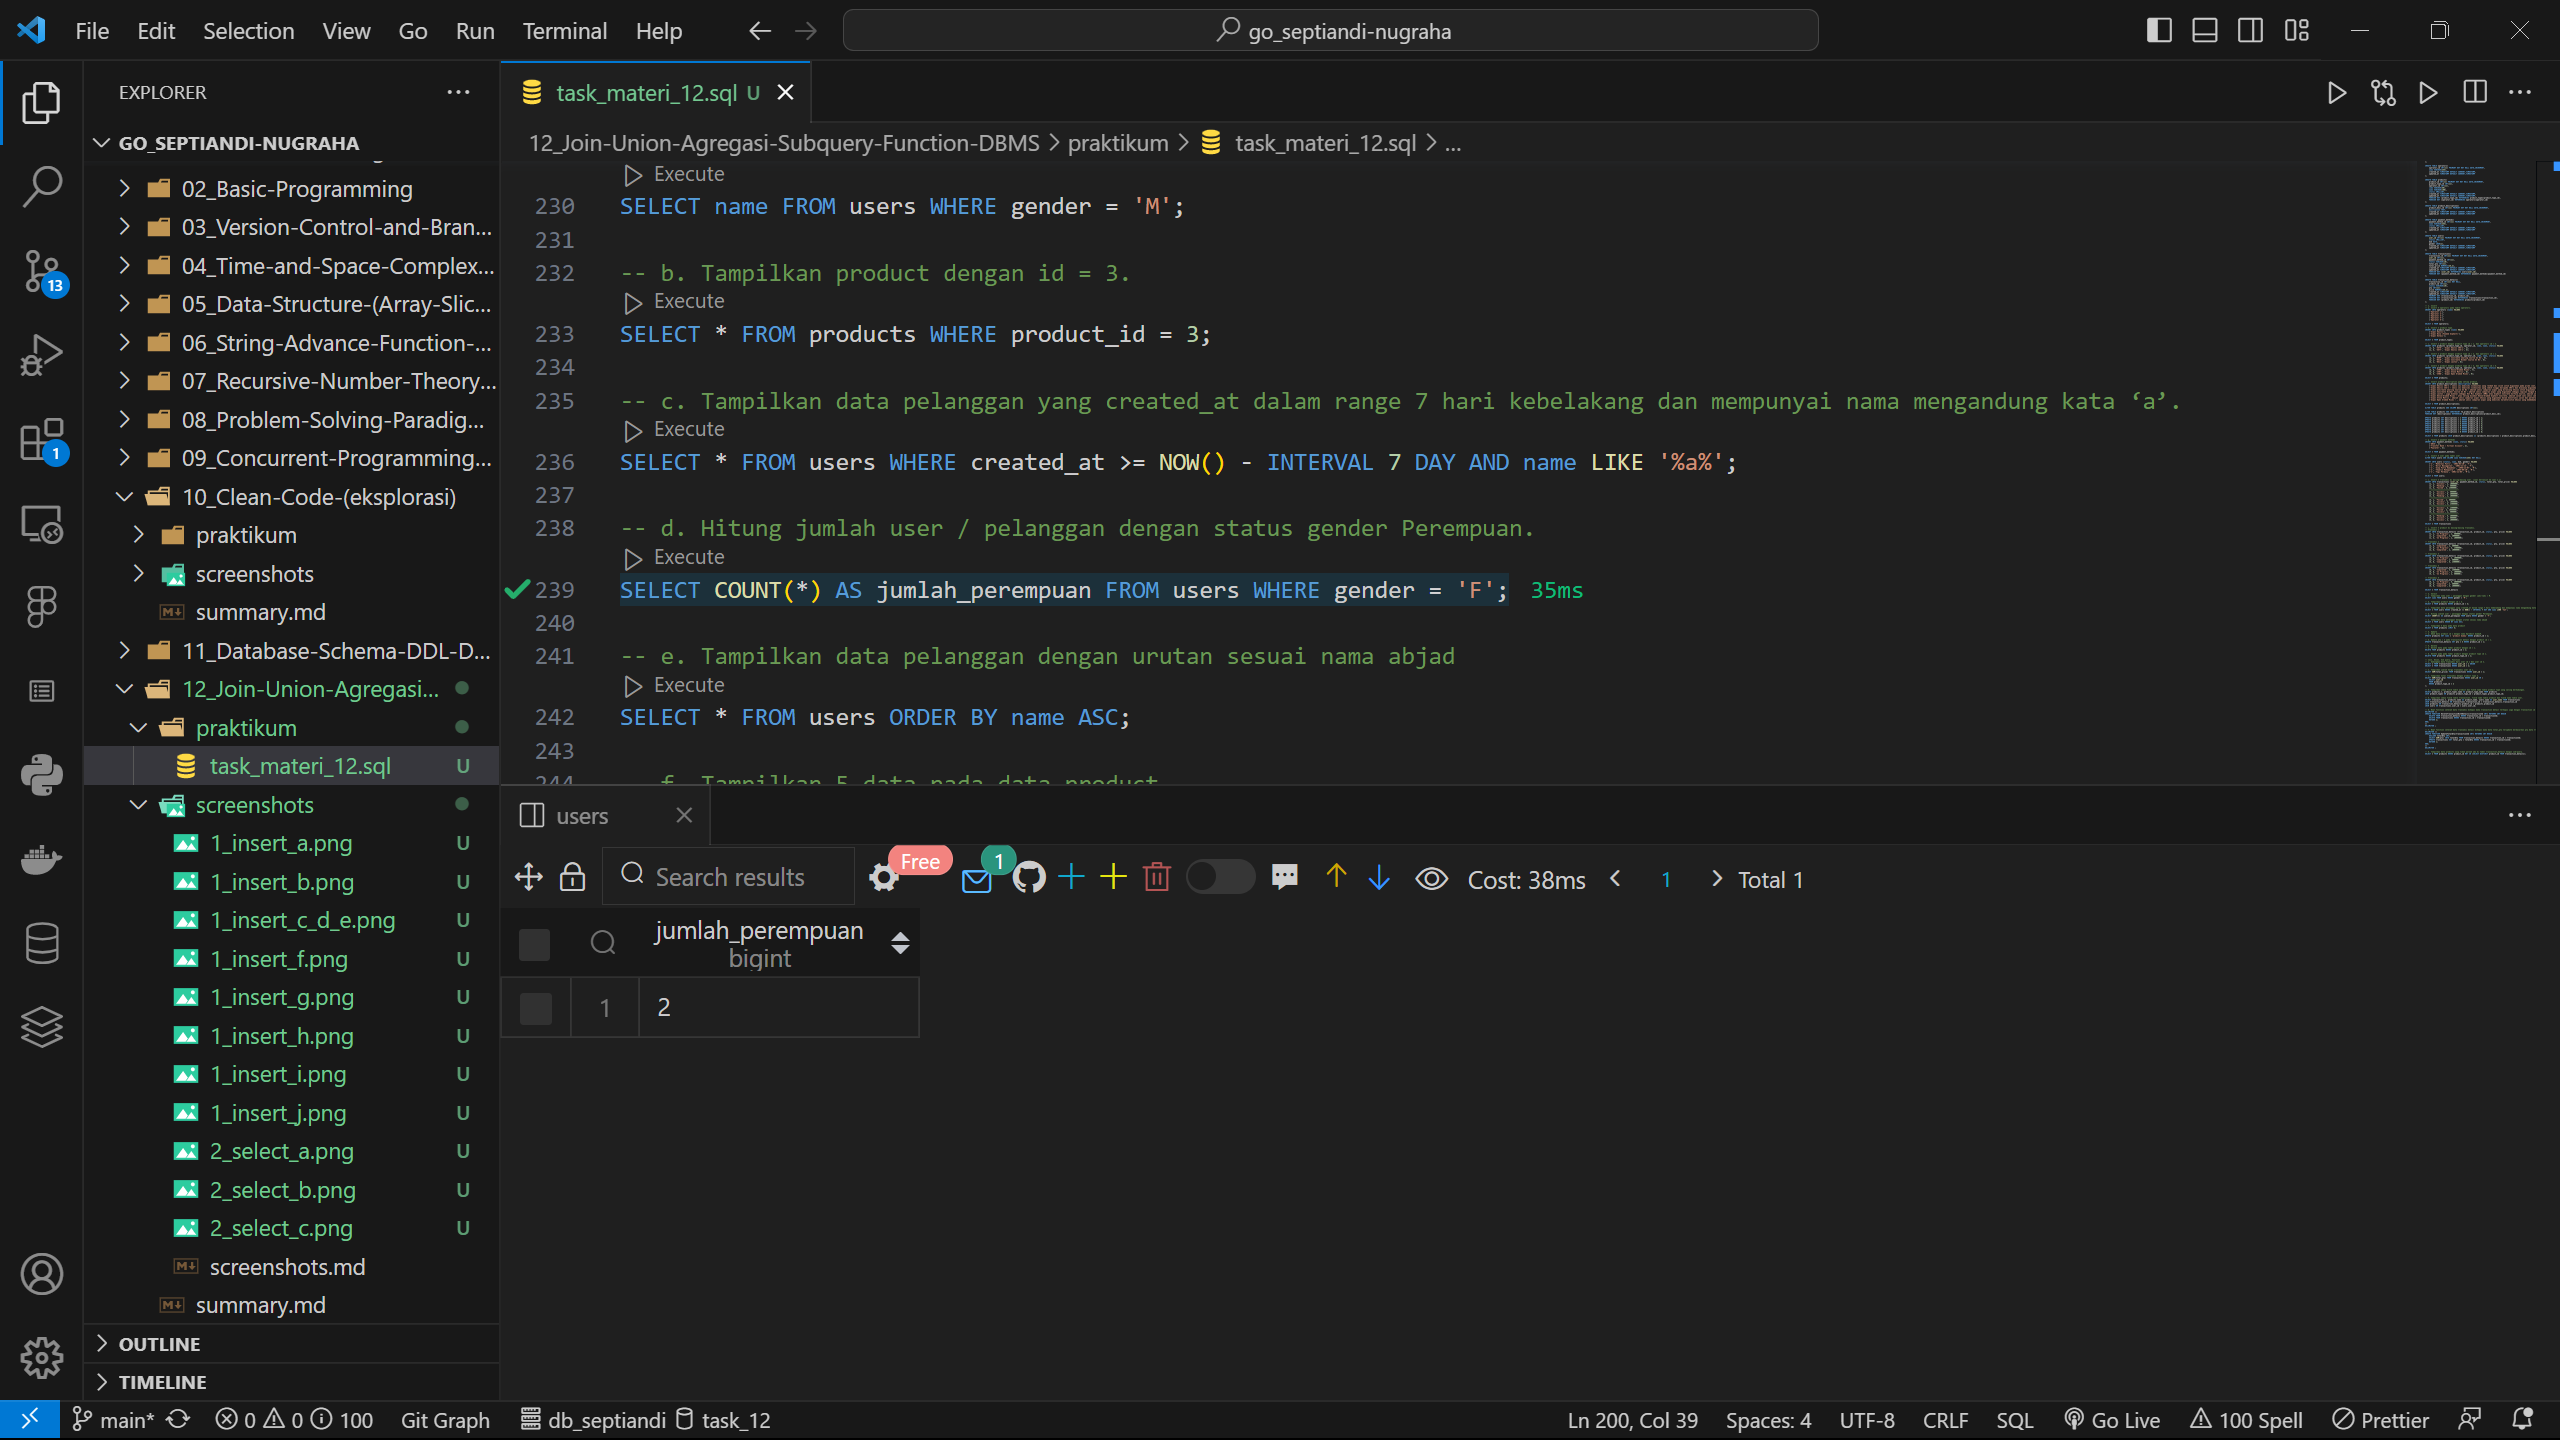 File Edit Selection View Go Run Terminal Help
go_septiandi-nugraha
EXPLORER
GO_SEPTIANDI-NUGRAHA
02_Basic-Programming
03_Version-Control-and-Bran...
04_Time-and-Space-Complex...
05_Data-Structure-(Array-Slic...
06_String-Advance-Function-...
07_Recursive-Number-Theory...
08_Problem-Solving-Paradig...
09_Concurrent-Programming...
10_Clean-Code-(eksplorasi)
praktikum
screenshots
summary.md
11_Database-Schema-DDL-D...
12_Join-Union-Agregasi...
praktikum
task_materi_12.sql U
screenshots
1_insert_a.png U
1_insert_b.png U
1_insert_c_d_e.png U
1_insert_f.png U
1_insert_g.png U
1_insert_h.png U
1_insert_i.png U
1_insert_j.png U
2_select_a.png U
2_select_b.png U
2_select_c.png U
screenshots.md
summary.md
OUTLINE
TIMELINE
13
1
task_materi_12.sql U
12_Join-Union-Agregasi-Subquery-Function-DBMS > praktikum > task_materi_12.sql > ...
Execute
230 SELECT name FROM users WHERE gender = 'M';
231
232 -- b. Tampilkan product dengan id = 3.
Execute
233 SELECT * FROM products WHERE product_id = 3;
234
235 -- c. Tampilkan data pelanggan yang created_at dalam range 7 hari kebelakang dan mempunyai nama mengandung kata ‘a’.
Execute
236 SELECT * FROM users WHERE created_at >= NOW() - INTERVAL 7 DAY AND name LIKE '%a%';
237
238 -- d. Hitung jumlah user / pelanggan dengan status gender Perempuan.
Execute
239 SELECT COUNT(*) AS jumlah_perempuan FROM users WHERE gender = 'F'; 35ms
240
241 -- e. Tampilkan data pelanggan dengan urutan sesuai nama abjad
Execute
242 SELECT * FROM users ORDER BY name ASC;
243
244 -- f. Tampilkan 5 data pada data product
users
Search results Free 1 Cost: 38ms 1 Total 1
jumlah_perempuan
bigint
1 2
main* 0 0 100 Git Graph db_septiandi task_12 Ln 200, Col 39 Spaces: 4 UTF-8 CRLF SQL Go Live 100 Spell Prettier